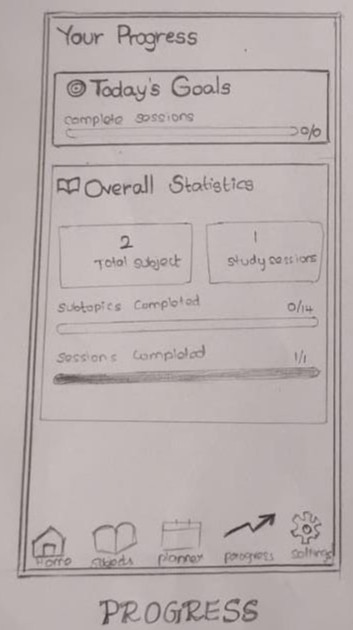 Your Progress
Today's Goals
complete sessions
0/0
Overall Statistics
2
Total subject
1
study sessions
Subtopics Completed
0/14
Sessions Completed
1/1
Home
subjects
planner
progress
settings
PROGRESS